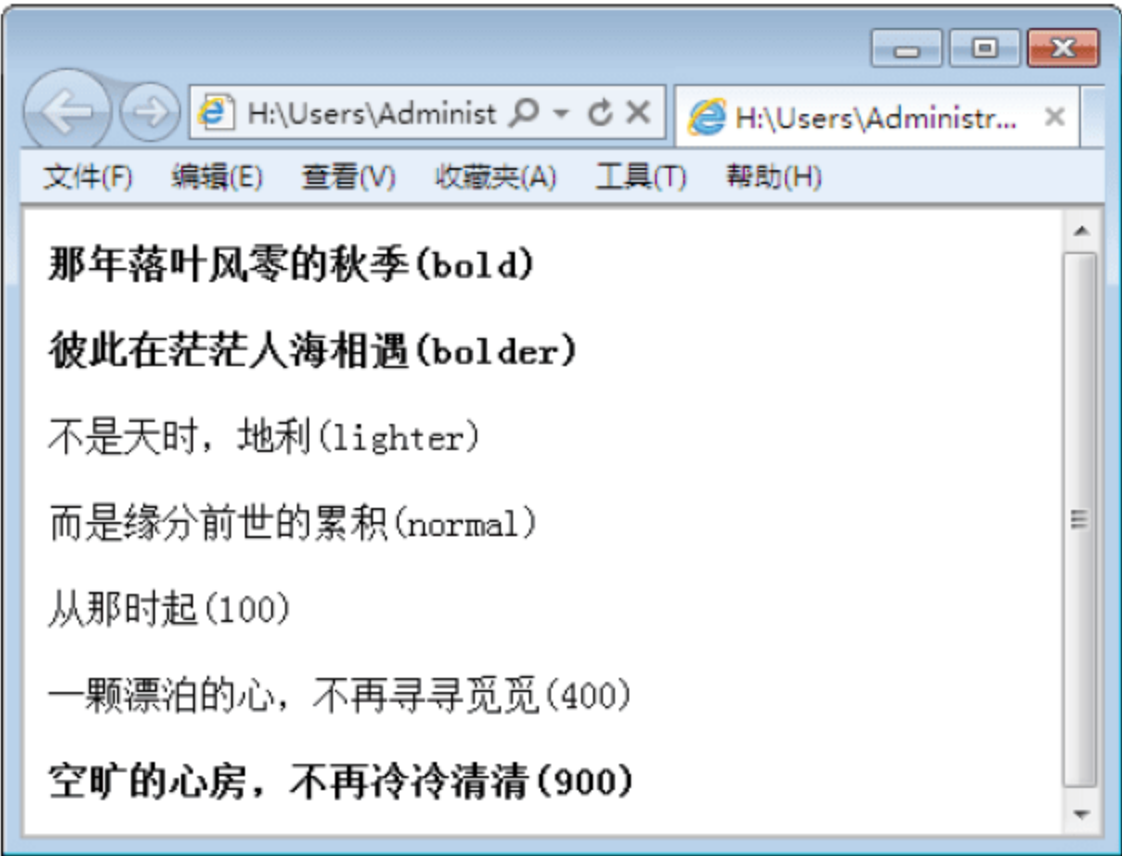 H:\Users\Administ
H:\Users\Administr...
文件(F) 编辑(E) 查看(V) 收藏夹(A) 工具(T) 帮助(H)
那年落叶风零的秋季(bold)
彼此在茫茫人海相遇(bolder)
不是天时，地利(lighter)
而是缘分前世的累积(normal)
从那时起(100)
一颗漂泊的心，不再寻寻觅觅(400)
空旷的心房，不再冷冷清清(900)